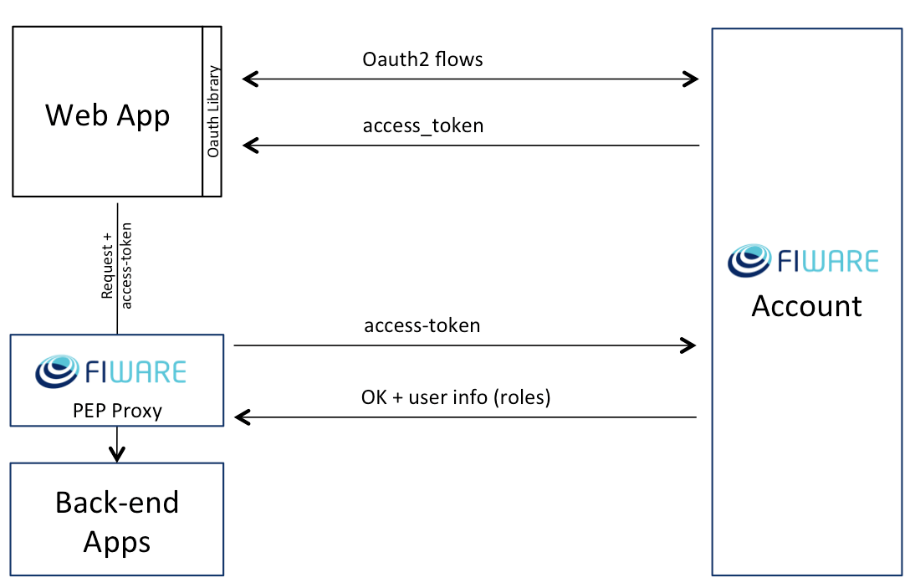 Oauth2 flows
Web App
Oauth Library
access_token
Request +
access-token
FIWARE
Account
access-token
FIWARE
PEP Proxy
OK + user info (roles)
Back-end
Apps